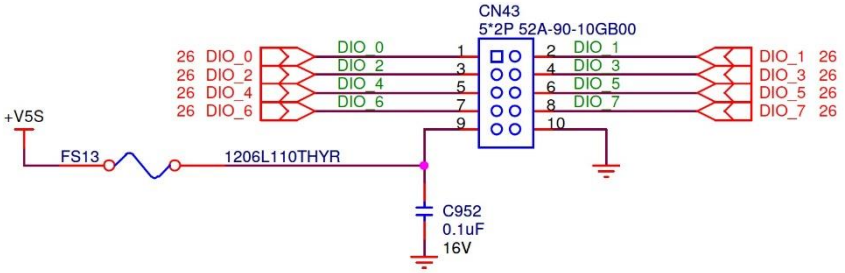 CN43
5*2P 52A-90-10GB00
26 DIO_0 DIO_0 1 2 DIO_1 DIO_1 26
26 DIO_2 DIO_2 3 4 DIO_3 DIO_3 26
26 DIO_4 DIO_4 5 6 DIO_5 DIO_5 26
26 DIO_6 DIO_6 7 8 DIO_7 DIO_7 26
+V5S 9 10
FS13 1206L110THYR
C952
0.1uF
16V